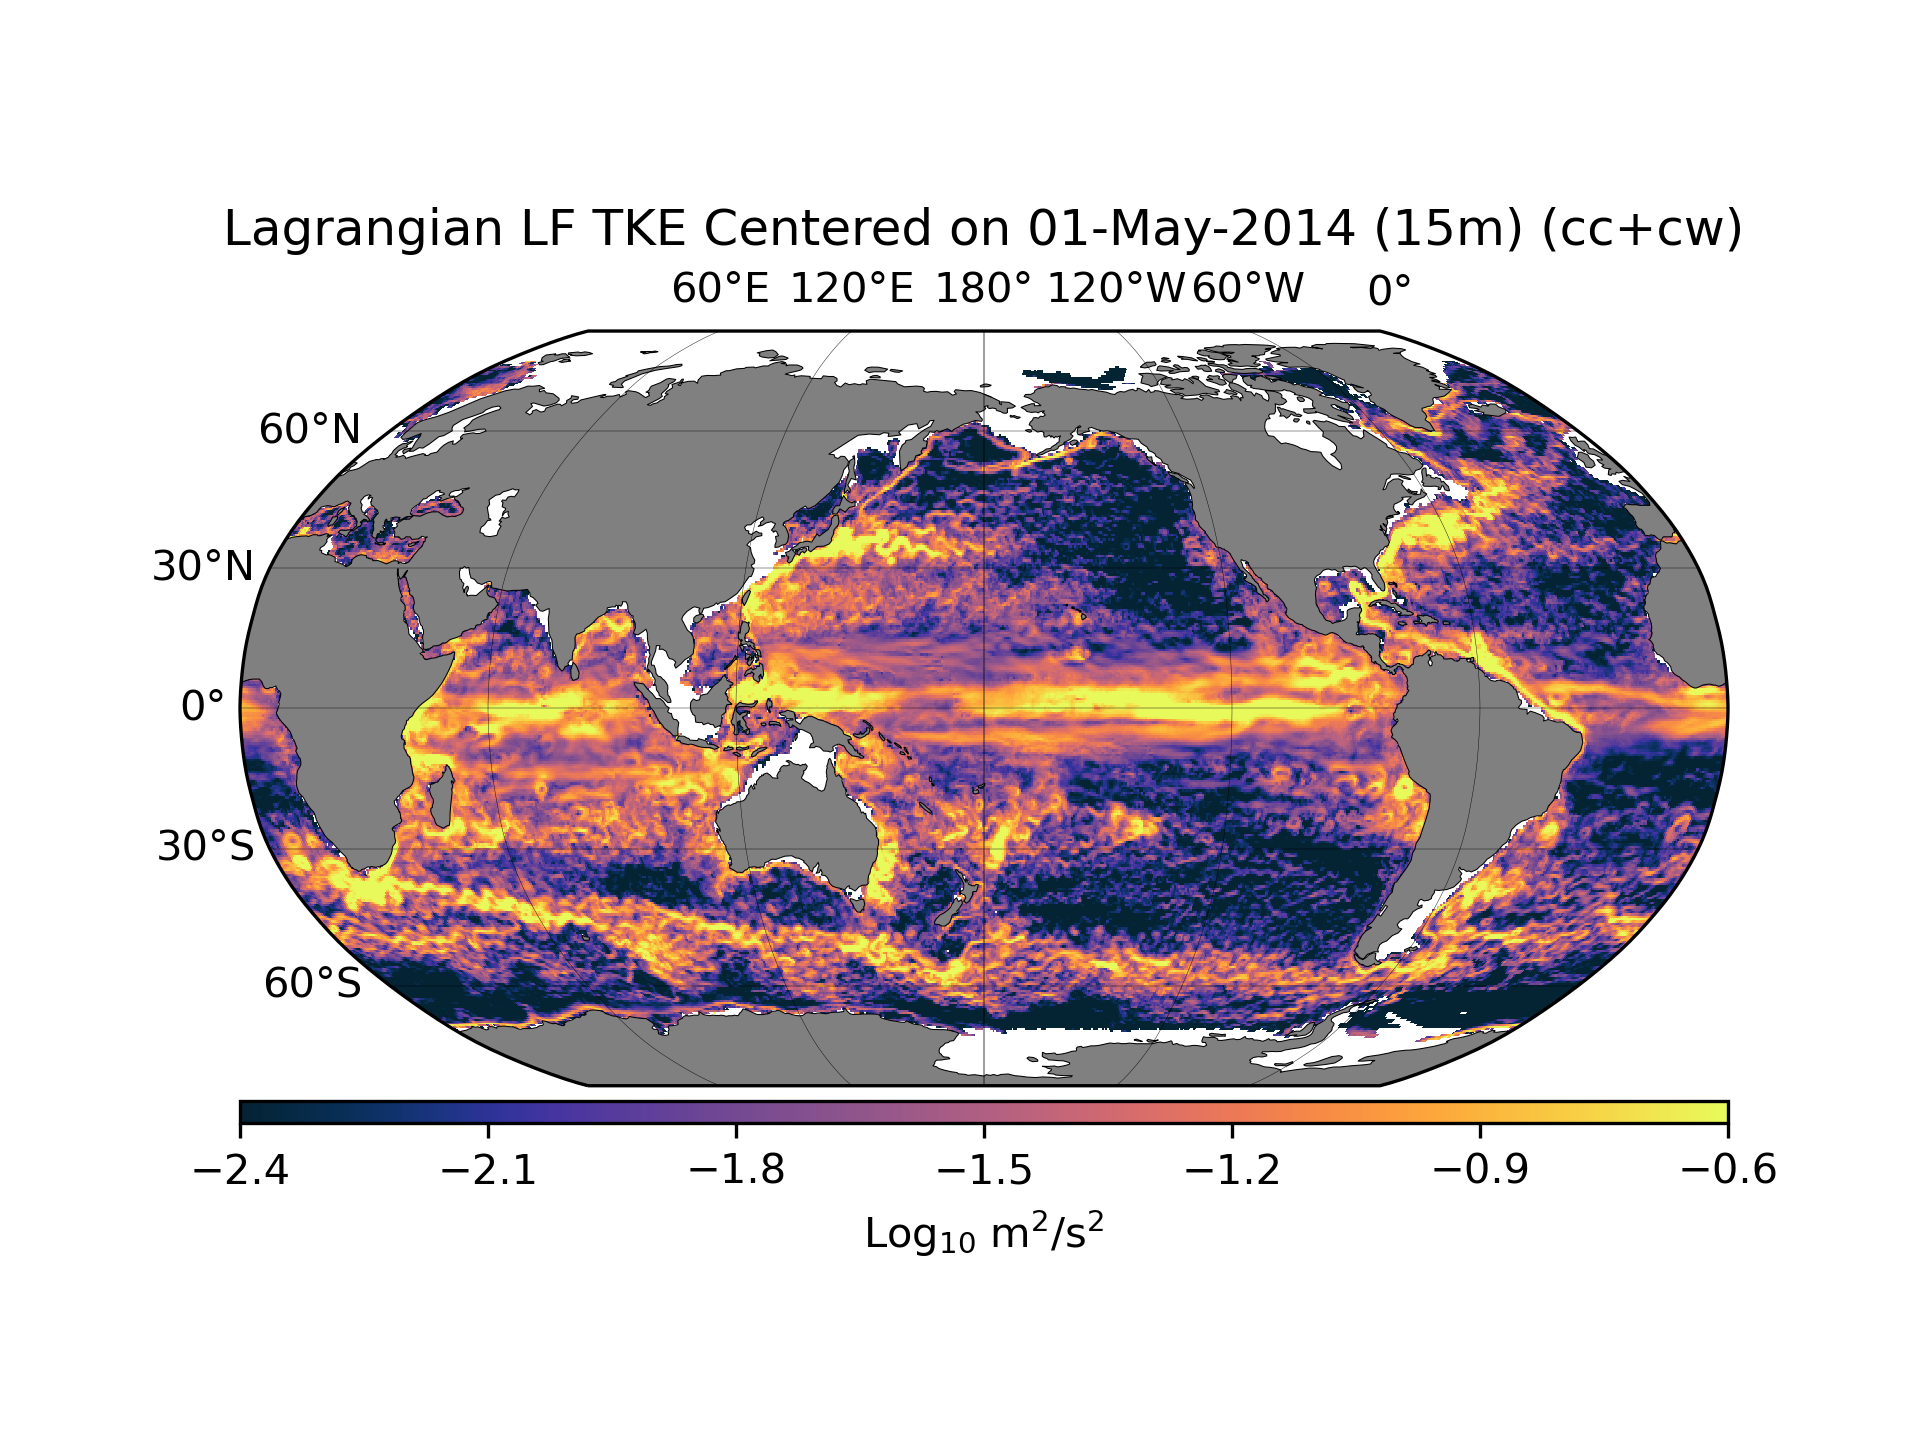 Lagrangian LF TKE Centered on 01-May-2014 (15m) (cc+cw)
60°E 120°E 180° 120°W 60°W 0°
60°N
30°N
0°
30°S
60°S
−2.4 −2.1 −1.8 −1.5 −1.2 −0.9 −0.6
Log₁₀ m²/s²